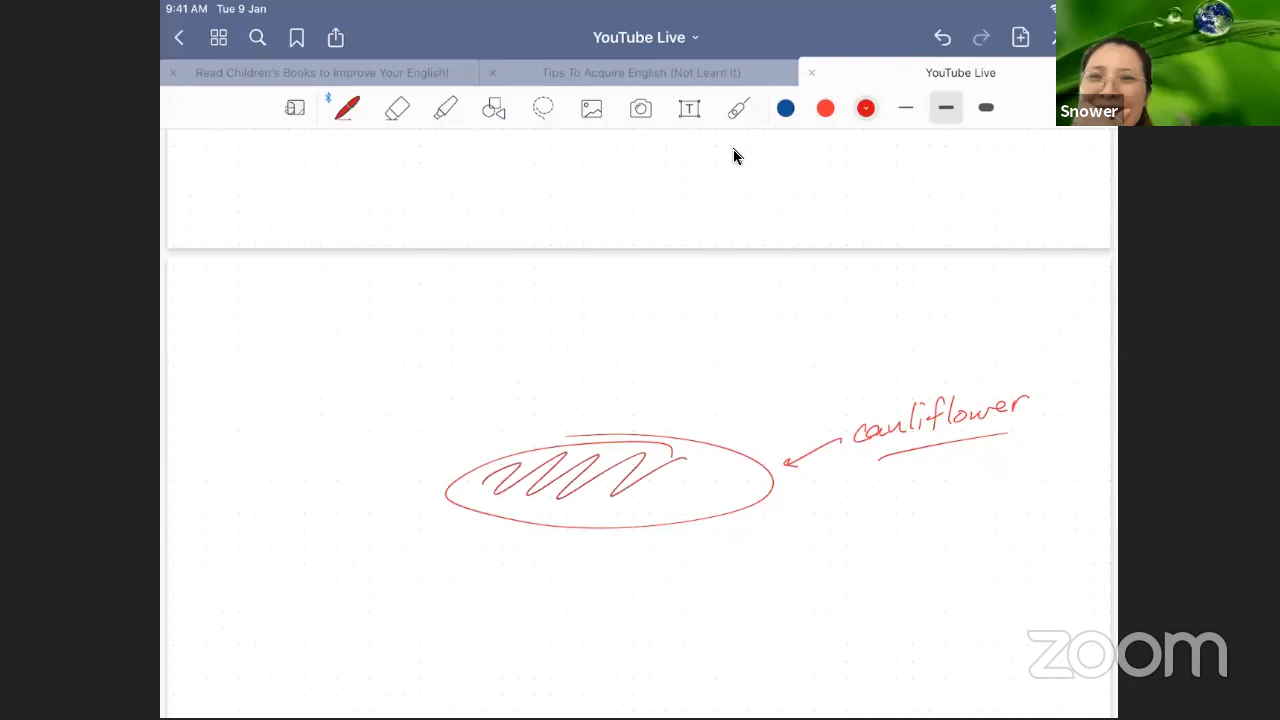 9:41 AM Tue 9 Jan
YouTube Live
Read Children's Books to Improve Your English!
Tips To Acquire English (Not Learn It)
YouTube Live
Snower
cauliflower
zoom